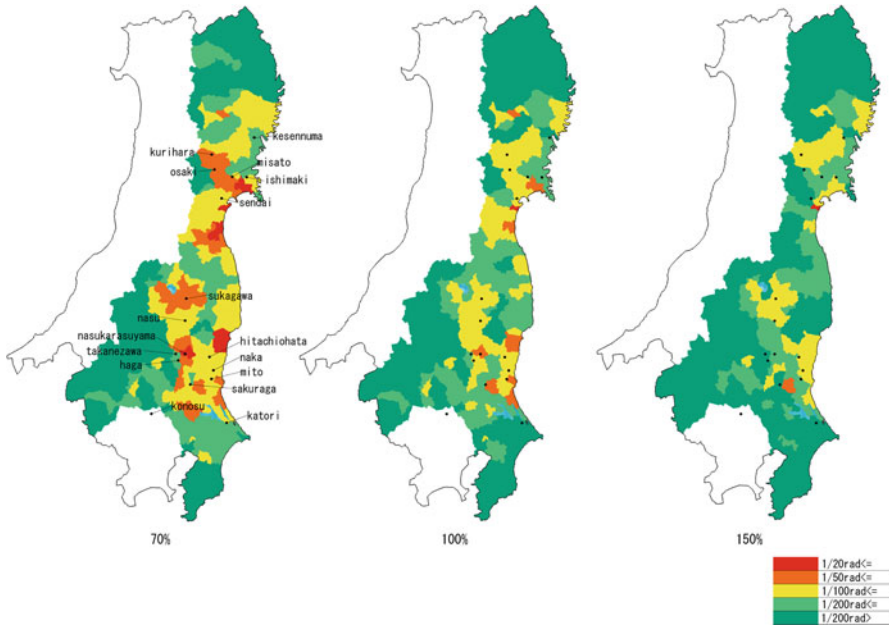 kesennuma
kurihara
misato
osaki
ishimaki
sendai
sukagawa
nasu
nasukarasuyama
hitachiohata
takanezawa
naka
haga
mito
sakuraga
konosu
katori
70%
100%
150%
1/20rad<=
1/50rad<=
1/100rad<=
1/200rad<=
1/200rad>